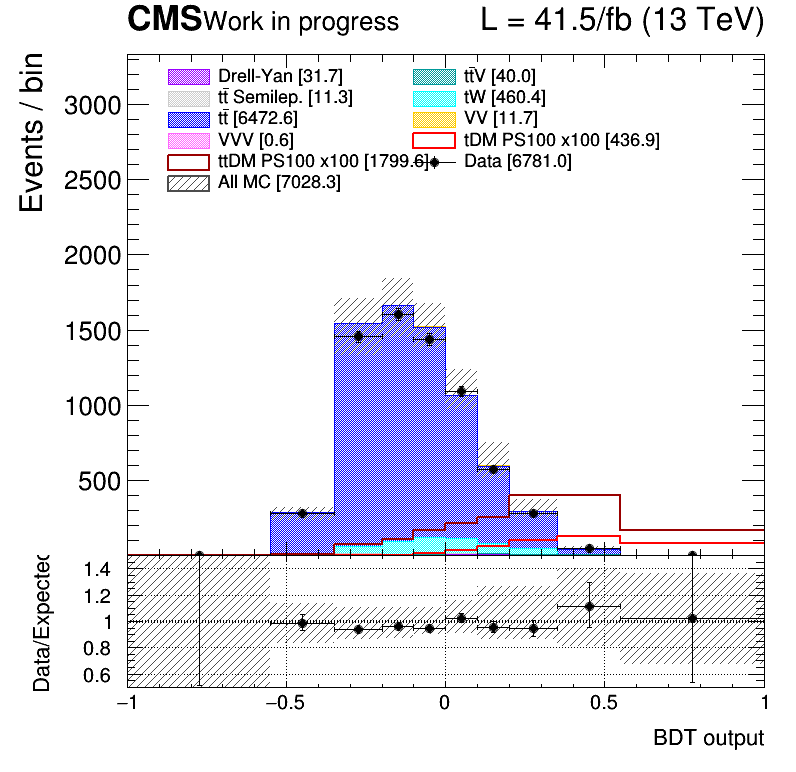 CMS Work in progress L = 41.5/fb (13 TeV)
Events / bin
Drell-Yan [31.7] tt̄V [40.0]
tt̄ Semilep. [11.3] tW [460.4]
tt̄ [6472.6] VV [11.7]
VVV [0.6] tDM PS100 x100 [436.9]
ttDM PS100 x100 [1799.6] Data [6781.0]
All MC [7028.3]
3000
2500
2000
1500
1000
500
Data/Expected
1.4
1.2
1
0.8
0.6
−1 −0.5 0 0.5 1
BDT output